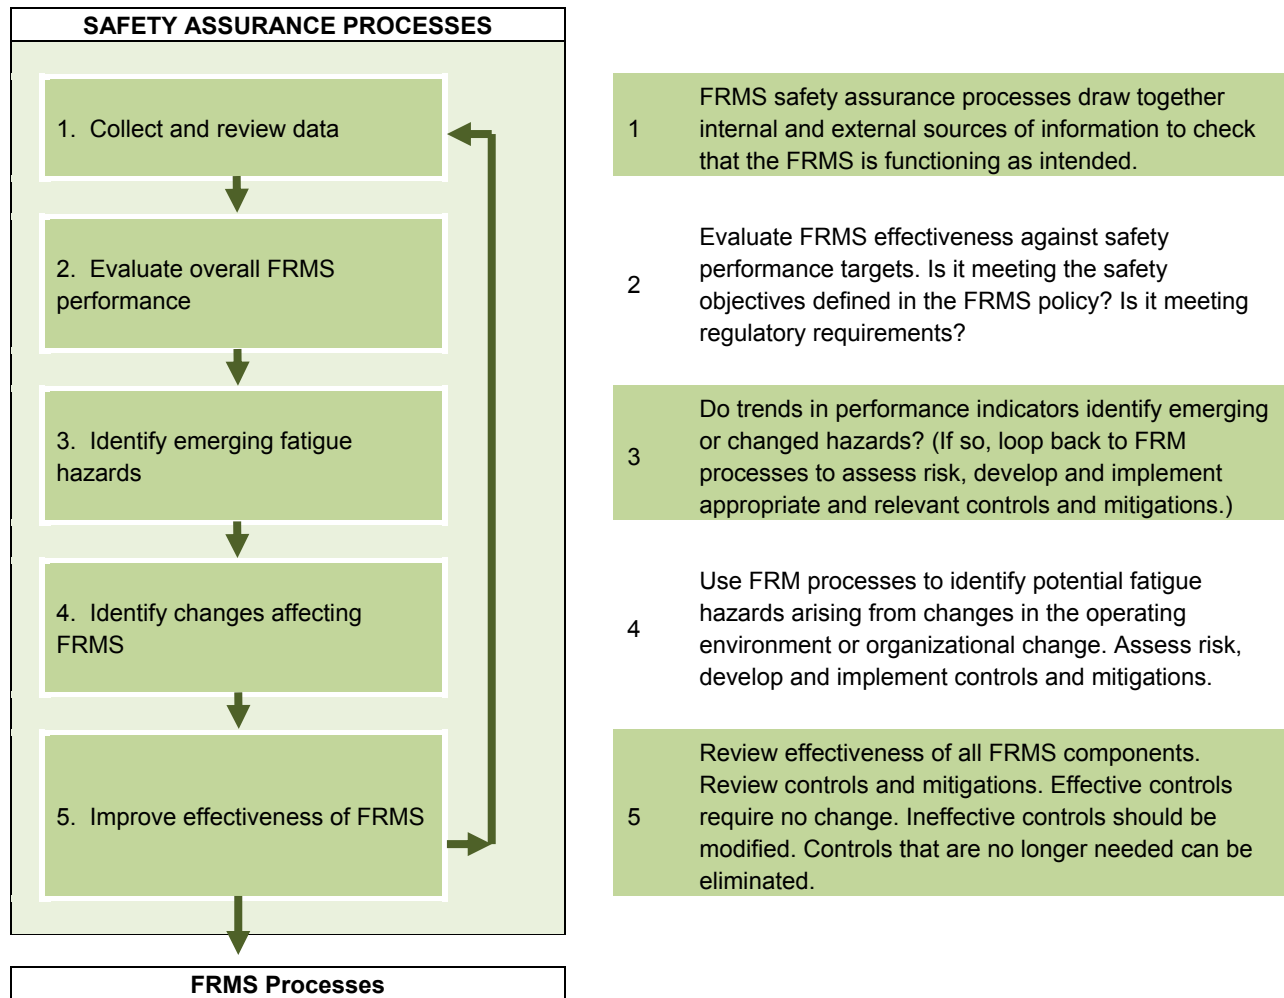 SAFETY ASSURANCE PROCESSES
1. Collect and review data
2. Evaluate overall FRMS
performance
3. Identify emerging fatigue
hazards
4. Identify changes affecting
FRMS
5. Improve effectiveness of FRMS
FRMS Processes
1
FRMS safety assurance processes draw together
internal and external sources of information to check
that the FRMS is functioning as intended.
2
Evaluate FRMS effectiveness against safety
performance targets. Is it meeting the safety
objectives defined in the FRMS policy? Is it meeting
regulatory requirements?
3
Do trends in performance indicators identify emerging
or changed hazards? (If so, loop back to FRM
processes to assess risk, develop and implement
appropriate and relevant controls and mitigations.)
4
Use FRM processes to identify potential fatigue
hazards arising from changes in the operating
environment or organizational change. Assess risk,
develop and implement controls and mitigations.
5
Review effectiveness of all FRMS components.
Review controls and mitigations. Effective controls
require no change. Ineffective controls should be
modified. Controls that are no longer needed can be
eliminated.